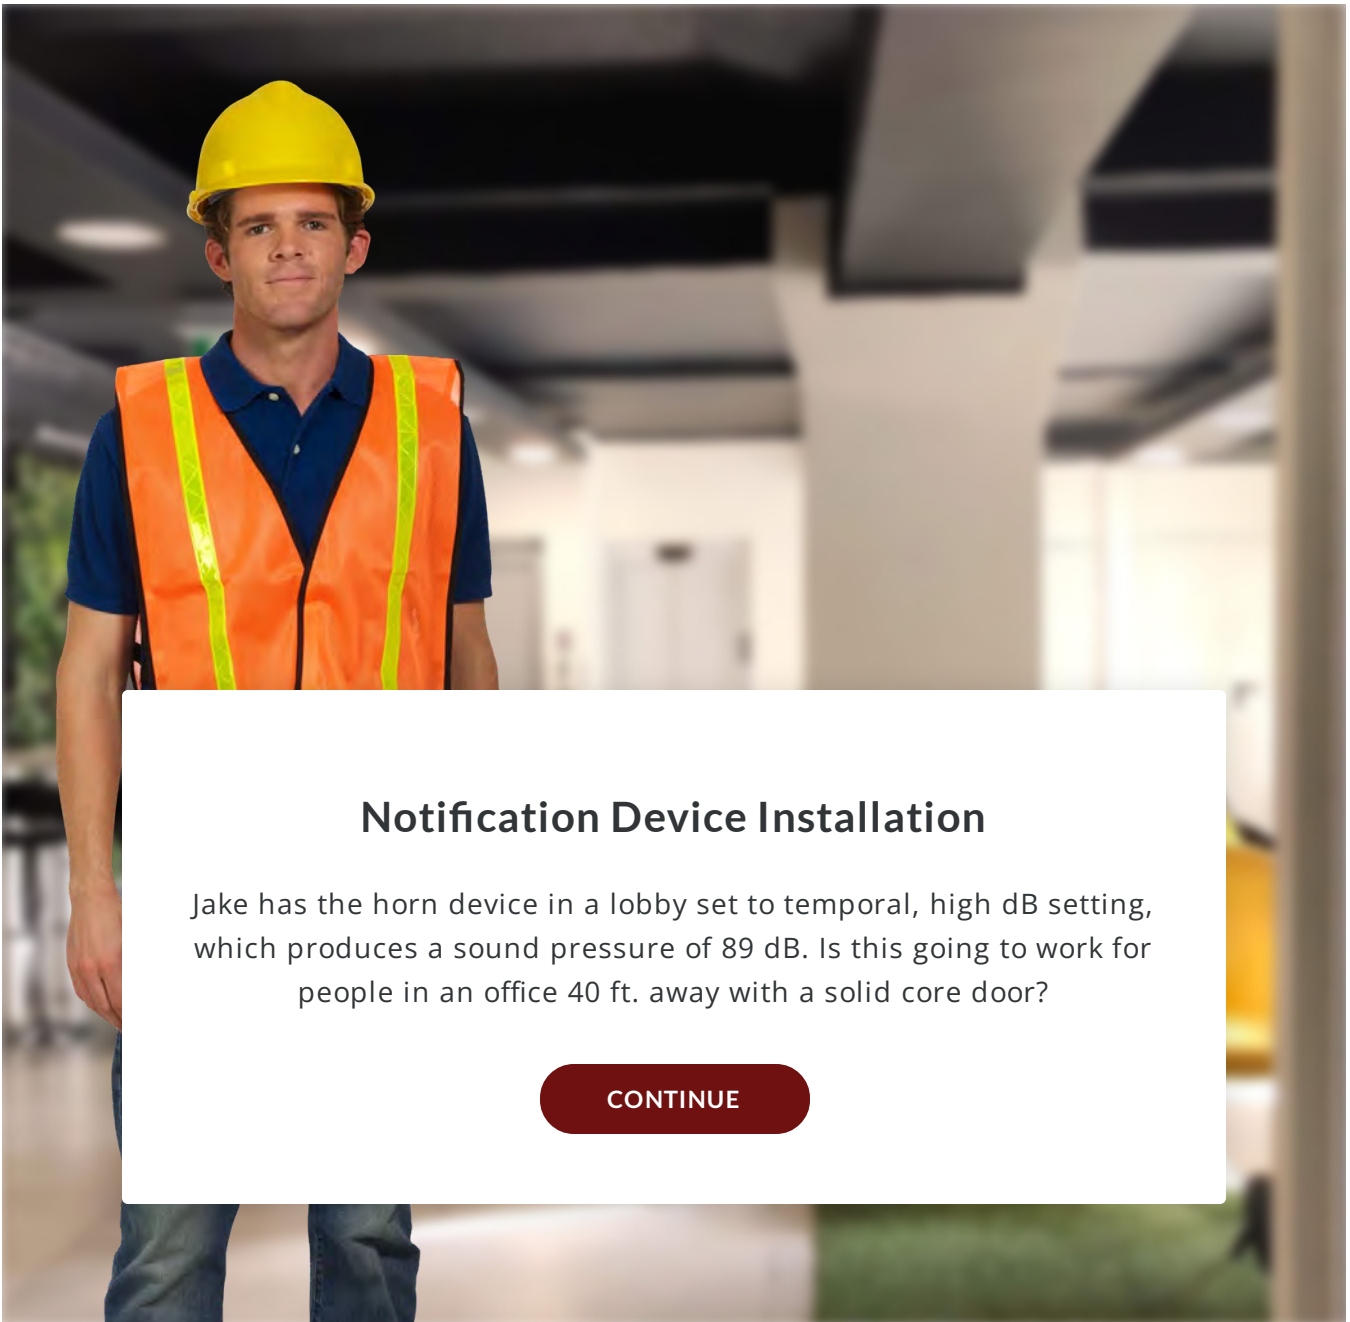 Notification Device Installation
Jake has the horn device in a lobby set to temporal, high dB setting,
which produces a sound pressure of 89 dB. Is this going to work for
people in an office 40 ft. away with a solid core door?
CONTINUE